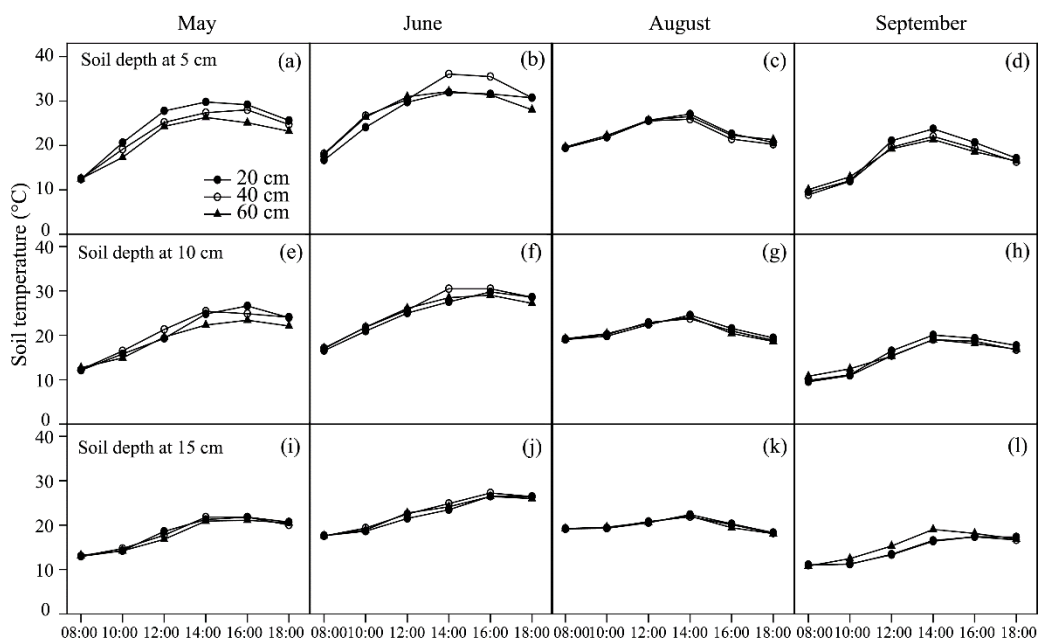 May June August September
40 Soil depth at 5 cm (a) (b) (c) (d)
30
20 20 cm
40 cm
10 60 cm
0
Soil temperature (°C)
40 Soil depth at 10 cm (e) (f) (g) (h)
30
20
10
0
40 Soil depth at 15 cm (i) (j) (k) (l)
30
20
10
0
08:00 10:00 12:00 14:00 16:00 18:00 08:00 10:00 12:00 14:00 16:00 18:00 08:00 10:00 12:00 14:00 16:00 18:00 08:00 10:00 12:00 14:00 16:00 18:00